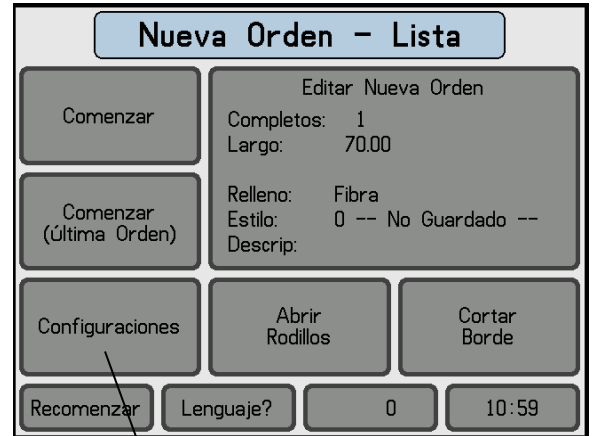 Nueva Orden - Lista
Comenzar
Editar Nueva Orden
Completos: 1
Largo: 70.00
Relleno: Fibra
Estilo: 0 -- No Guardado --
Descrip:
Comenzar
(última Orden)
Configuraciones
Abrir
Rodillos
Cortar
Borde
Recomenzar
Lenguaje?
0
10:59